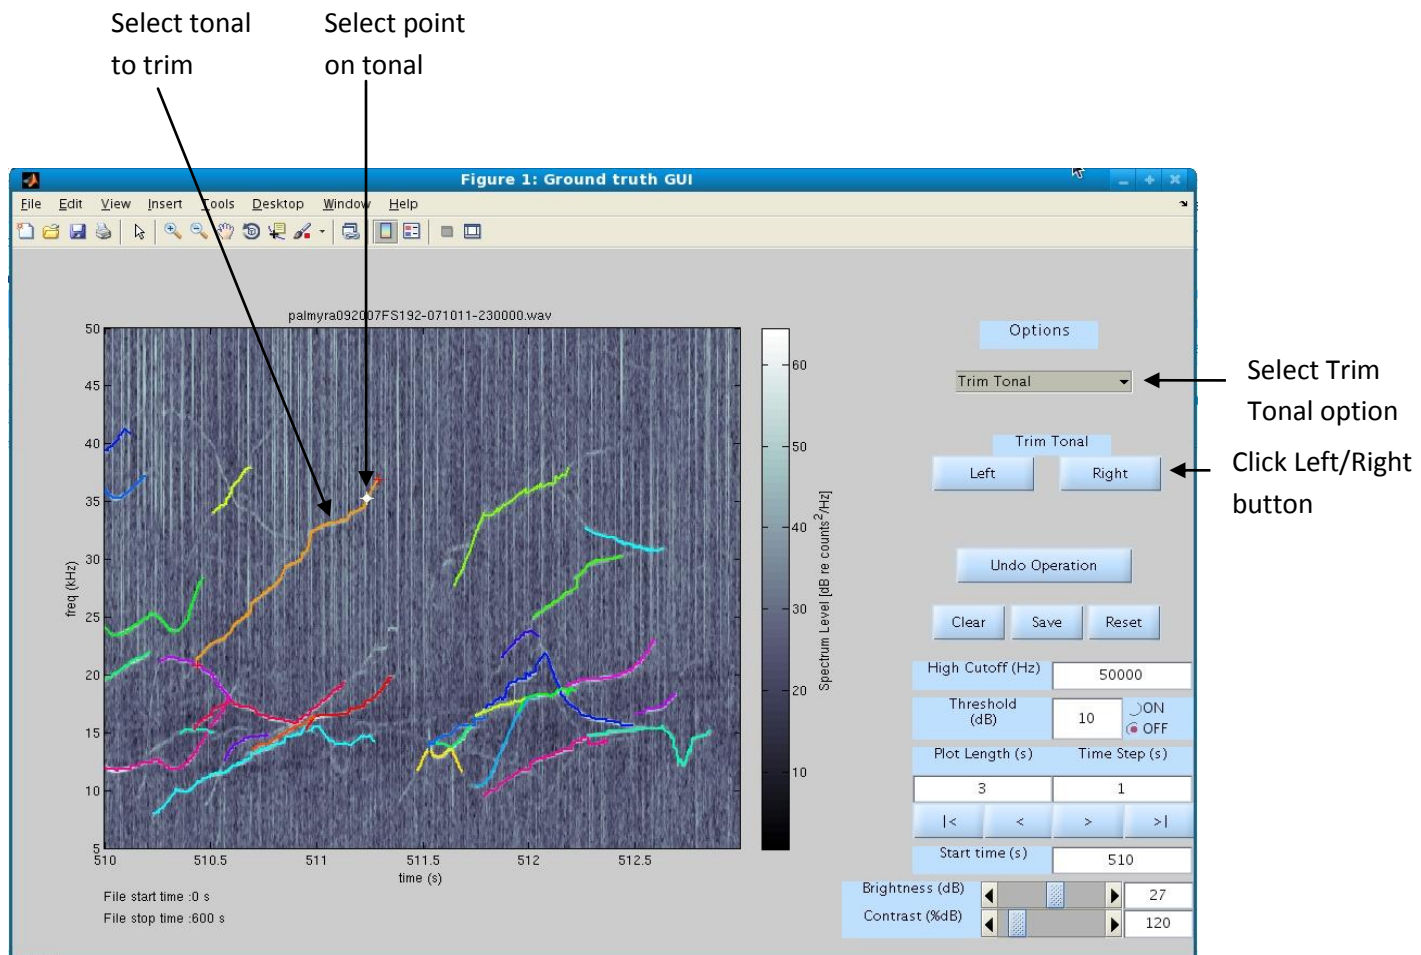 Select tonal
to trim
Select point
on tonal
Figure 1: Ground truth GUI
File Edit View Insert Tools Desktop Window Help
palmyra092007FS192-071011-230000.wav
50
45
40
35
30
25
20
15
10
5
freq (kHz)
510 510.5 511 511.5 512 512.5
time (s)
File start time :0 s
File stop time :600 s
60
50
40
30
20
10
Spectrum Level [dB re counts²/Hz]
Options
Trim Tonal
Select Trim
Tonal option
Trim Tonal
Left Right
Click Left/Right
button
Undo Operation
Clear Save Reset
High Cutoff (Hz) 50000
Threshold
(dB)
10
ON
OFF
Plot Length (s) Time Step (s)
3 1
|< < > >|
Start time (s) 510
Brightness (dB) 27
Contrast (%dB) 120